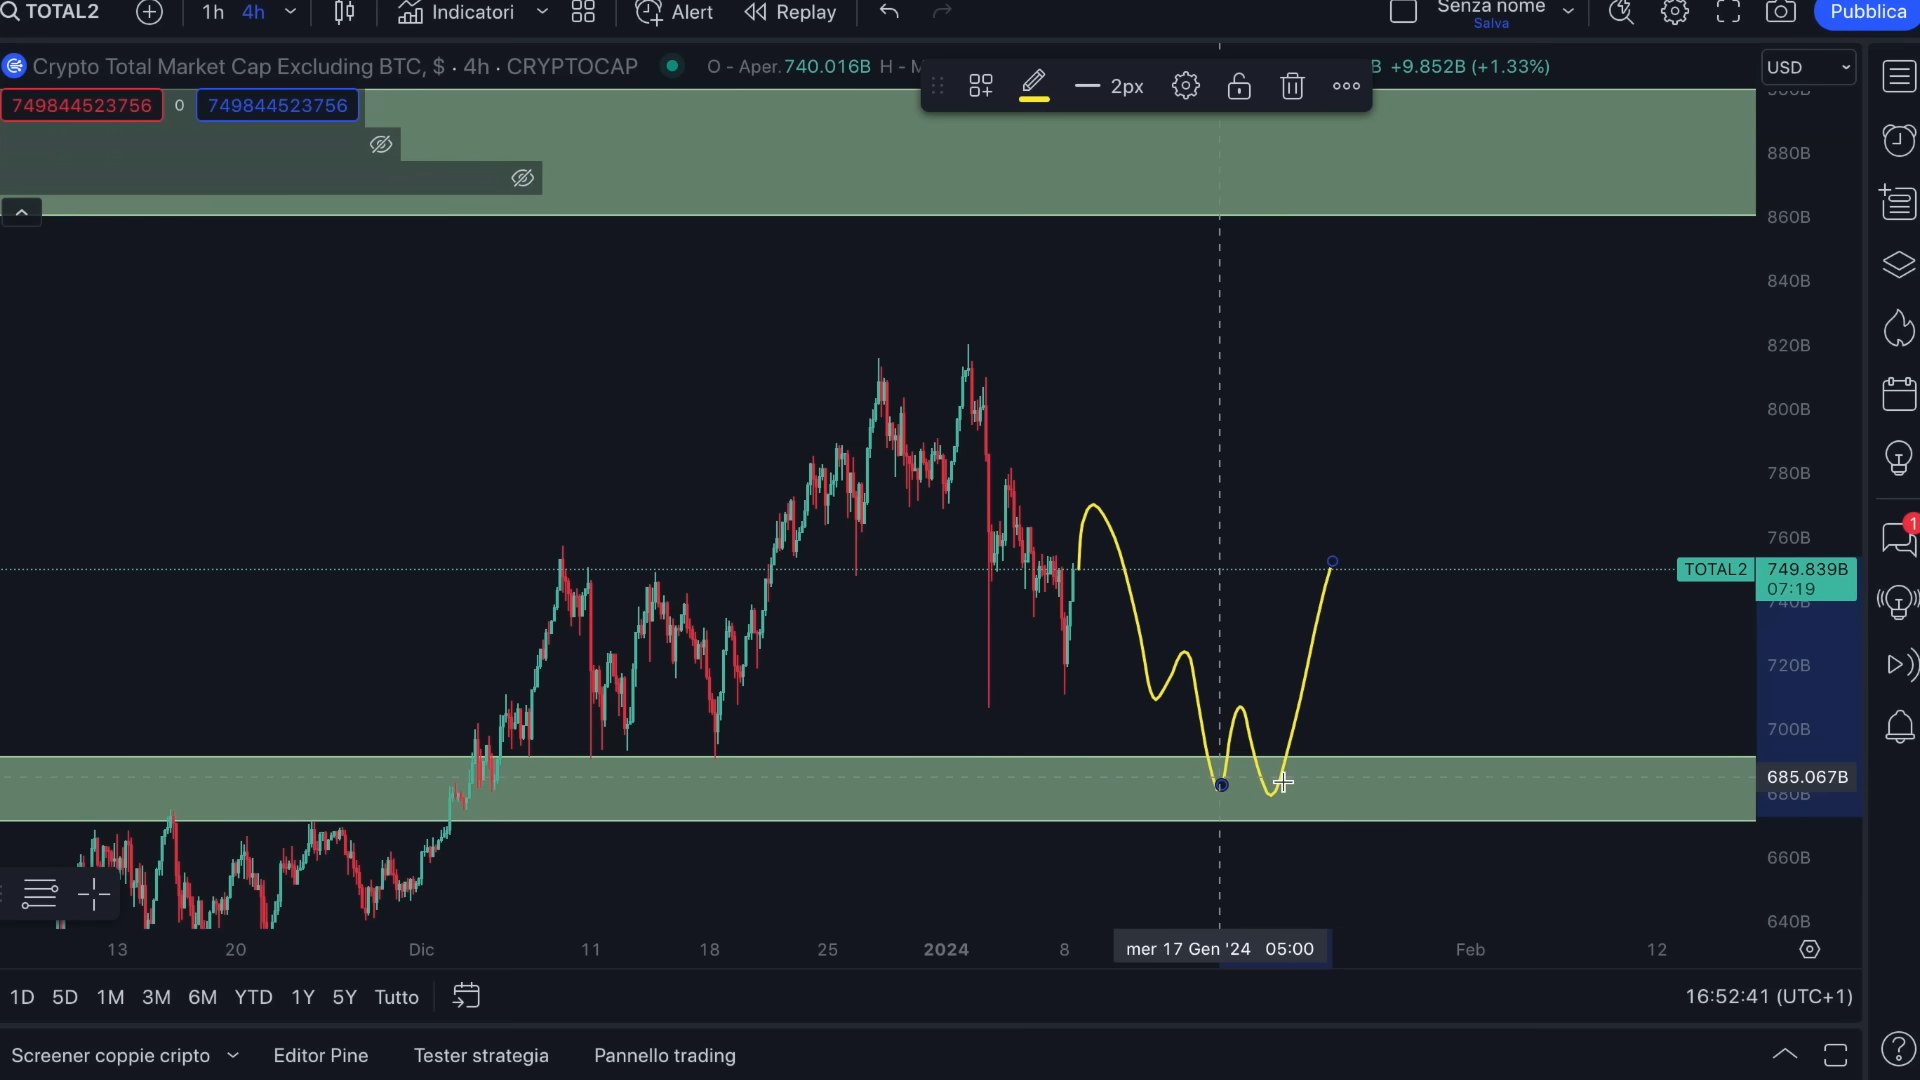 TOTAL2 1h 4h Indicatori Alert Replay Senza nome Salva Pubblica
Crypto Total Market Cap Excluding BTC, $ · 4h · CRYPTOCAP O - Aper.740.016B H - M B +9.852B (+1.33%) USD
2px
749844523756 0 749844523756
880B
860B
840B
820B
800B
780B
760B
TOTAL2 749.839B
07:19
740B
720B
700B
685.067B
680B
660B
640B
13 20 Dic 11 18 25 2024 8 mer 17 Gen '24 05:00 Feb 12
1D 5D 1M 3M 6M YTD 1Y 5Y Tutto 16:52:41 (UTC+1)
Screener coppie cripto Editor Pine Tester strategia Pannello trading
1